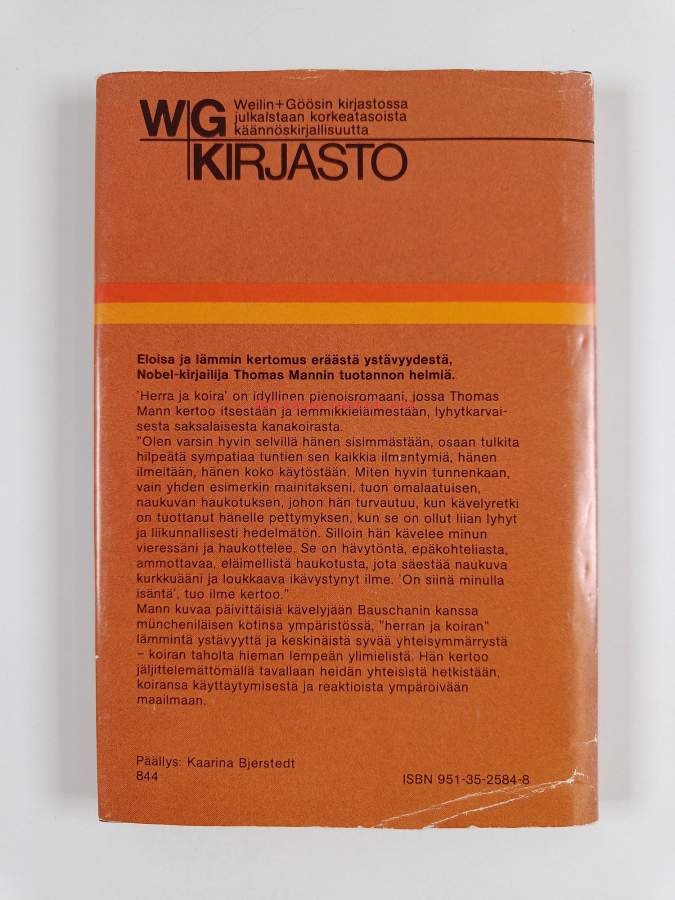 WG
Weilin+Göösin kirjastossa
julkaistaan korkeatasoista
käännöskirjallisuutta
KIRJASTO
Eloisa ja lämmin kertomus eräästä ystävyydestä,
Nobel-kirjailija Thomas Mannin tuotannon helmiä.
'Herra ja koira' on idyllinen pienoisromaani, jossa Thomas
Mann kertoo itsestään ja lemmikkieläimestään, lyhytkarvai-
sesta saksalaisesta kanakoirasta.
"Olen varsin hyvin selvillä hänen sisimmästään, osaan tulkita
hilpeätä sympatiaa tuntien sen kaikkia ilmäntymiä, hänen
ilmeitään, hänen koko käytöstään. Miten hyvin tunnenkaan,
vain yhden esimerkin mainitakseni, tuon omalaatuisen,
naukuvan haukotuksen, johon hän turvautuu, kun kävelyretki
on tuottanut hänelle pettymyksen, kun se on ollut liian lyhyt
ja liikunnallisesti hedelmätön. Silloin hän kävelee minun
vieressäni ja haukottelee. Se on hävytöntä, epäkohteliasta,
ammottavaa, eläimellistä haukotusta, jota säestää naukuva
kurkkuääni ja loukkaava ikävystynyt ilme. 'On siinä minulla
isäntä', tuo ilme kertoo."
Mann kuvaa päivittäisiä kävelyjään Bauschanin kanssa
müncheniläisen kotinsa ympäristössä, "herran ja koiran"
lämmintä ystävyyttä ja keskinäistä syvää yhteisymmärrystä
– koiran taholta hieman lempeän ylimielistä. Hän kertoo
jäljittelemättömällä tavallaan heidän yhteisistä hetkistään,
koiransa käyttäytymisestä ja reaktioista ympäröivään
maailmaan.
Päällys: Kaarina Bjerstedt
844
ISBN 951-35-2584-8